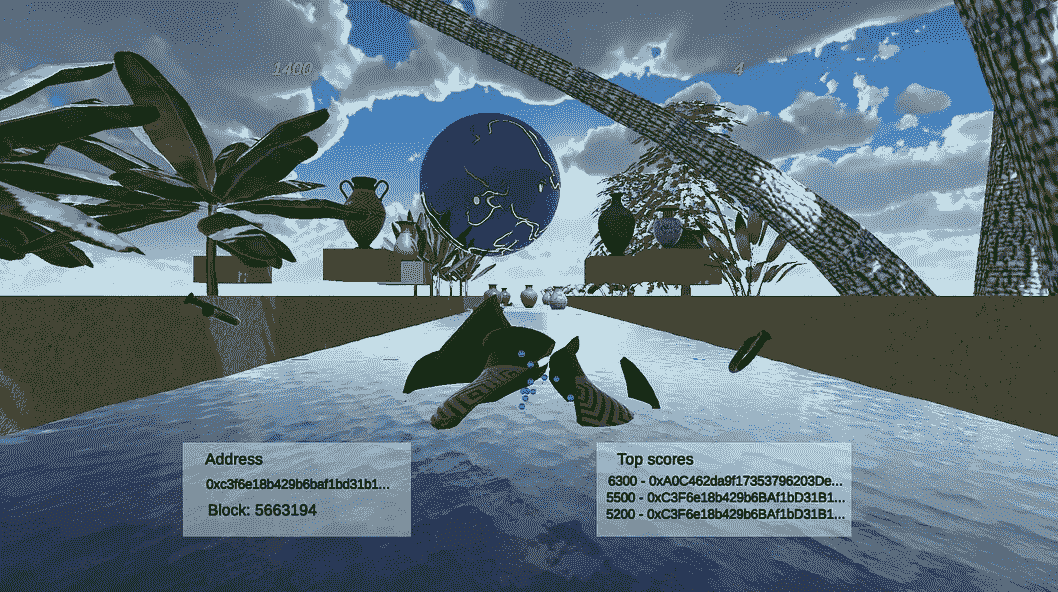 1400
4
Address
0xc3f6e18b429b6baf1bd31b1...
Block: 5663194
Top scores
6300 - 0xA0C462da9f17353796203De...
5500 - 0xC3F6e18b429b6BAf1bD31B1...
5200 - 0xC3F6e18b429b6BAf1bD31B1...